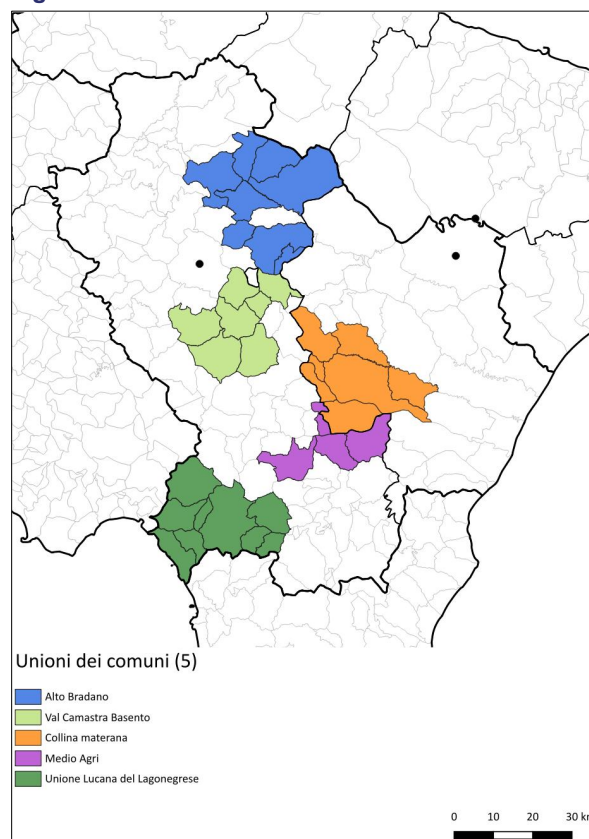 Unioni dei comuni (5)
Alto Bradano
Val Camastra Basento
Collina materana
Medio Agri
Unione Lucana del Lagonegrese
0 10 20 30 km